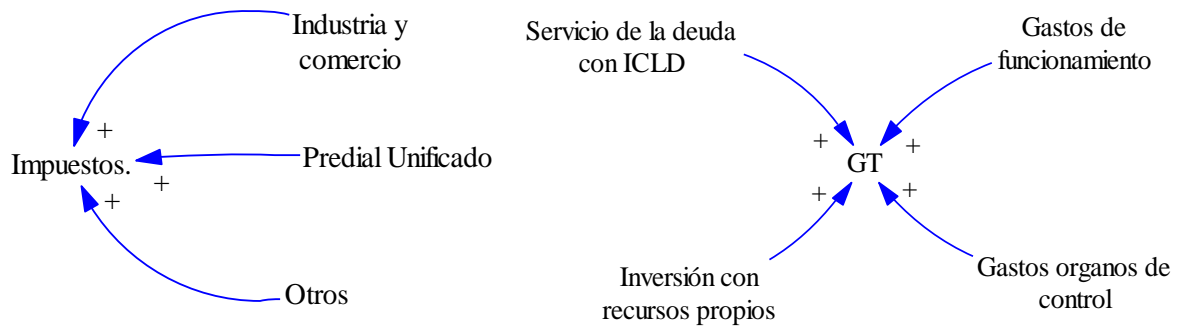 Industria y
comercio
+
Impuestos.
Predial Unificado
+
+
Otros
Servicio de la deuda
con ICLD
Gastos de
funcionamiento
+
+
GT
+
+
Inversión con
recursos propios
Gastos organos de
control